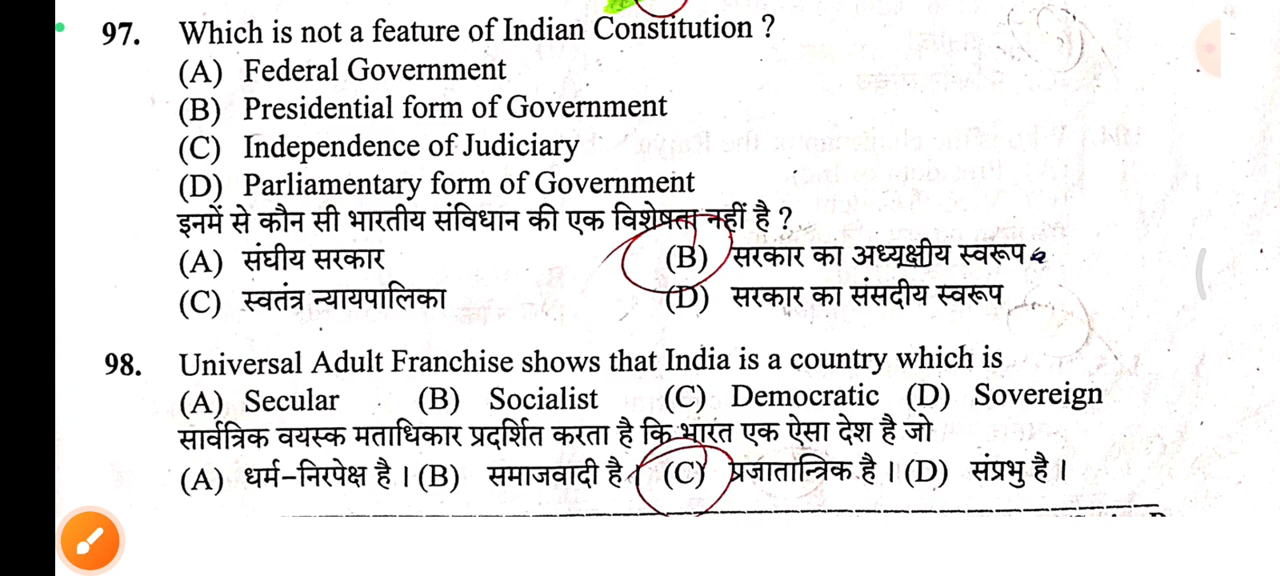 97. Which is not a feature of Indian Constitution ?
(A) Federal Government
(B) Presidential form of Government
(C) Independence of Judiciary
(D) Parliamentary form of Government
इनमें से कौन सी भारतीय संविधान की एक विशेषता नहीं है ?
(A) संघीय सरकार (B) सरकार का अध्यक्षीय स्वरूप
(C) स्वतंत्र न्यायपालिका (D) सरकार का संसदीय स्वरूप
98. Universal Adult Franchise shows that India is a country which is
(A) Secular (B) Socialist (C) Democratic (D) Sovereign
सार्वत्रिक वयस्क मताधिकार प्रदर्शित करता है कि भारत एक ऐसा देश है जो
(A) धर्म-निरपेक्ष है । (B) समाजवादी है । (C) प्रजातान्त्रिक है । (D) संप्रभु है ।